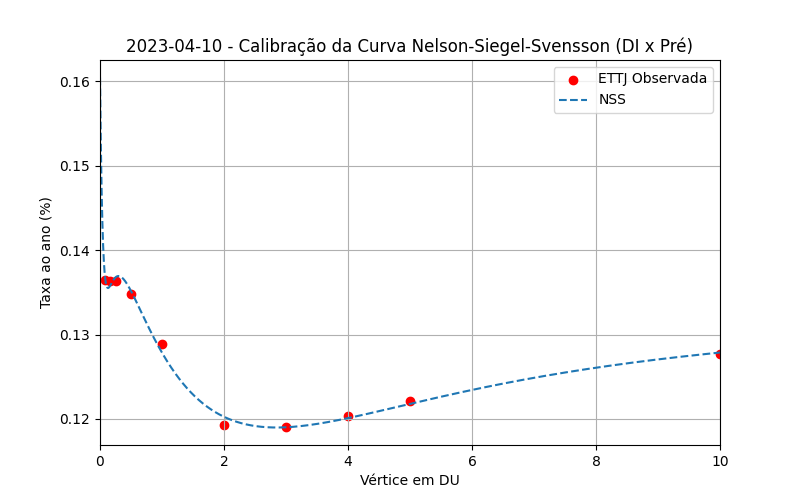 2023-04-10 - Calibração da Curva Nelson-Siegel-Svensson (DI x Pré)
ETTJ Observada
NSS
Taxa ao ano (%)
0.16
0.15
0.14
0.13
0.12
0 2 4 6 8 10
Vértice em DU